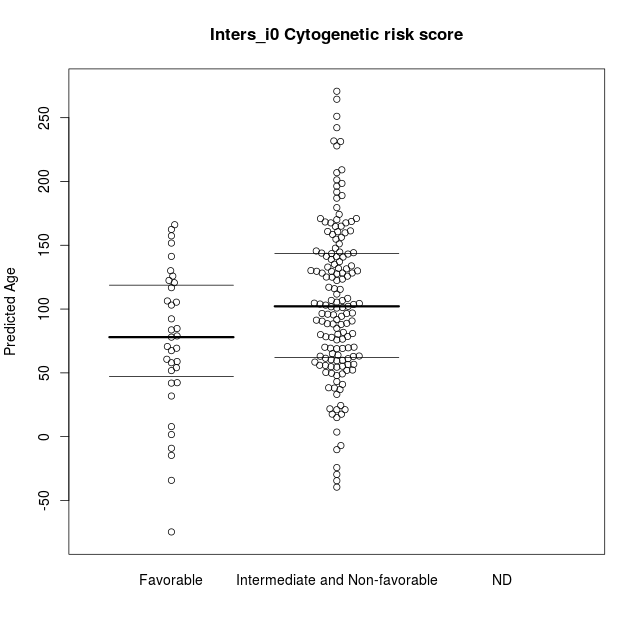 Inters_i0 Cytogenetic risk score
Predicted Age
250
200
150
100
50
0
-50
Favorable
Intermediate and Non-favorable
ND